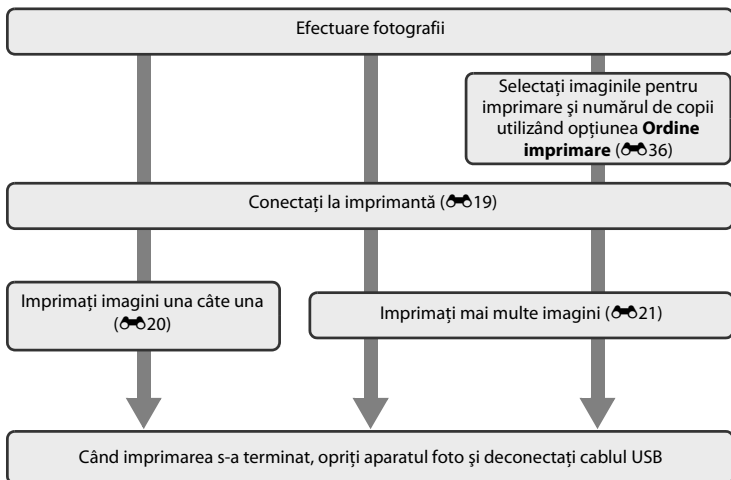 Efectuare fotografii
Selectați imaginile pentru
imprimare și numărul de copii
utilizând opțiunea Ordine
imprimare (36)
Conectați la imprimantă (19)
Imprimați imagini una câte una
(20)
Imprimați mai multe imagini (21)
Când imprimarea s-a terminat, opriți aparatul foto și deconectați cablul USB